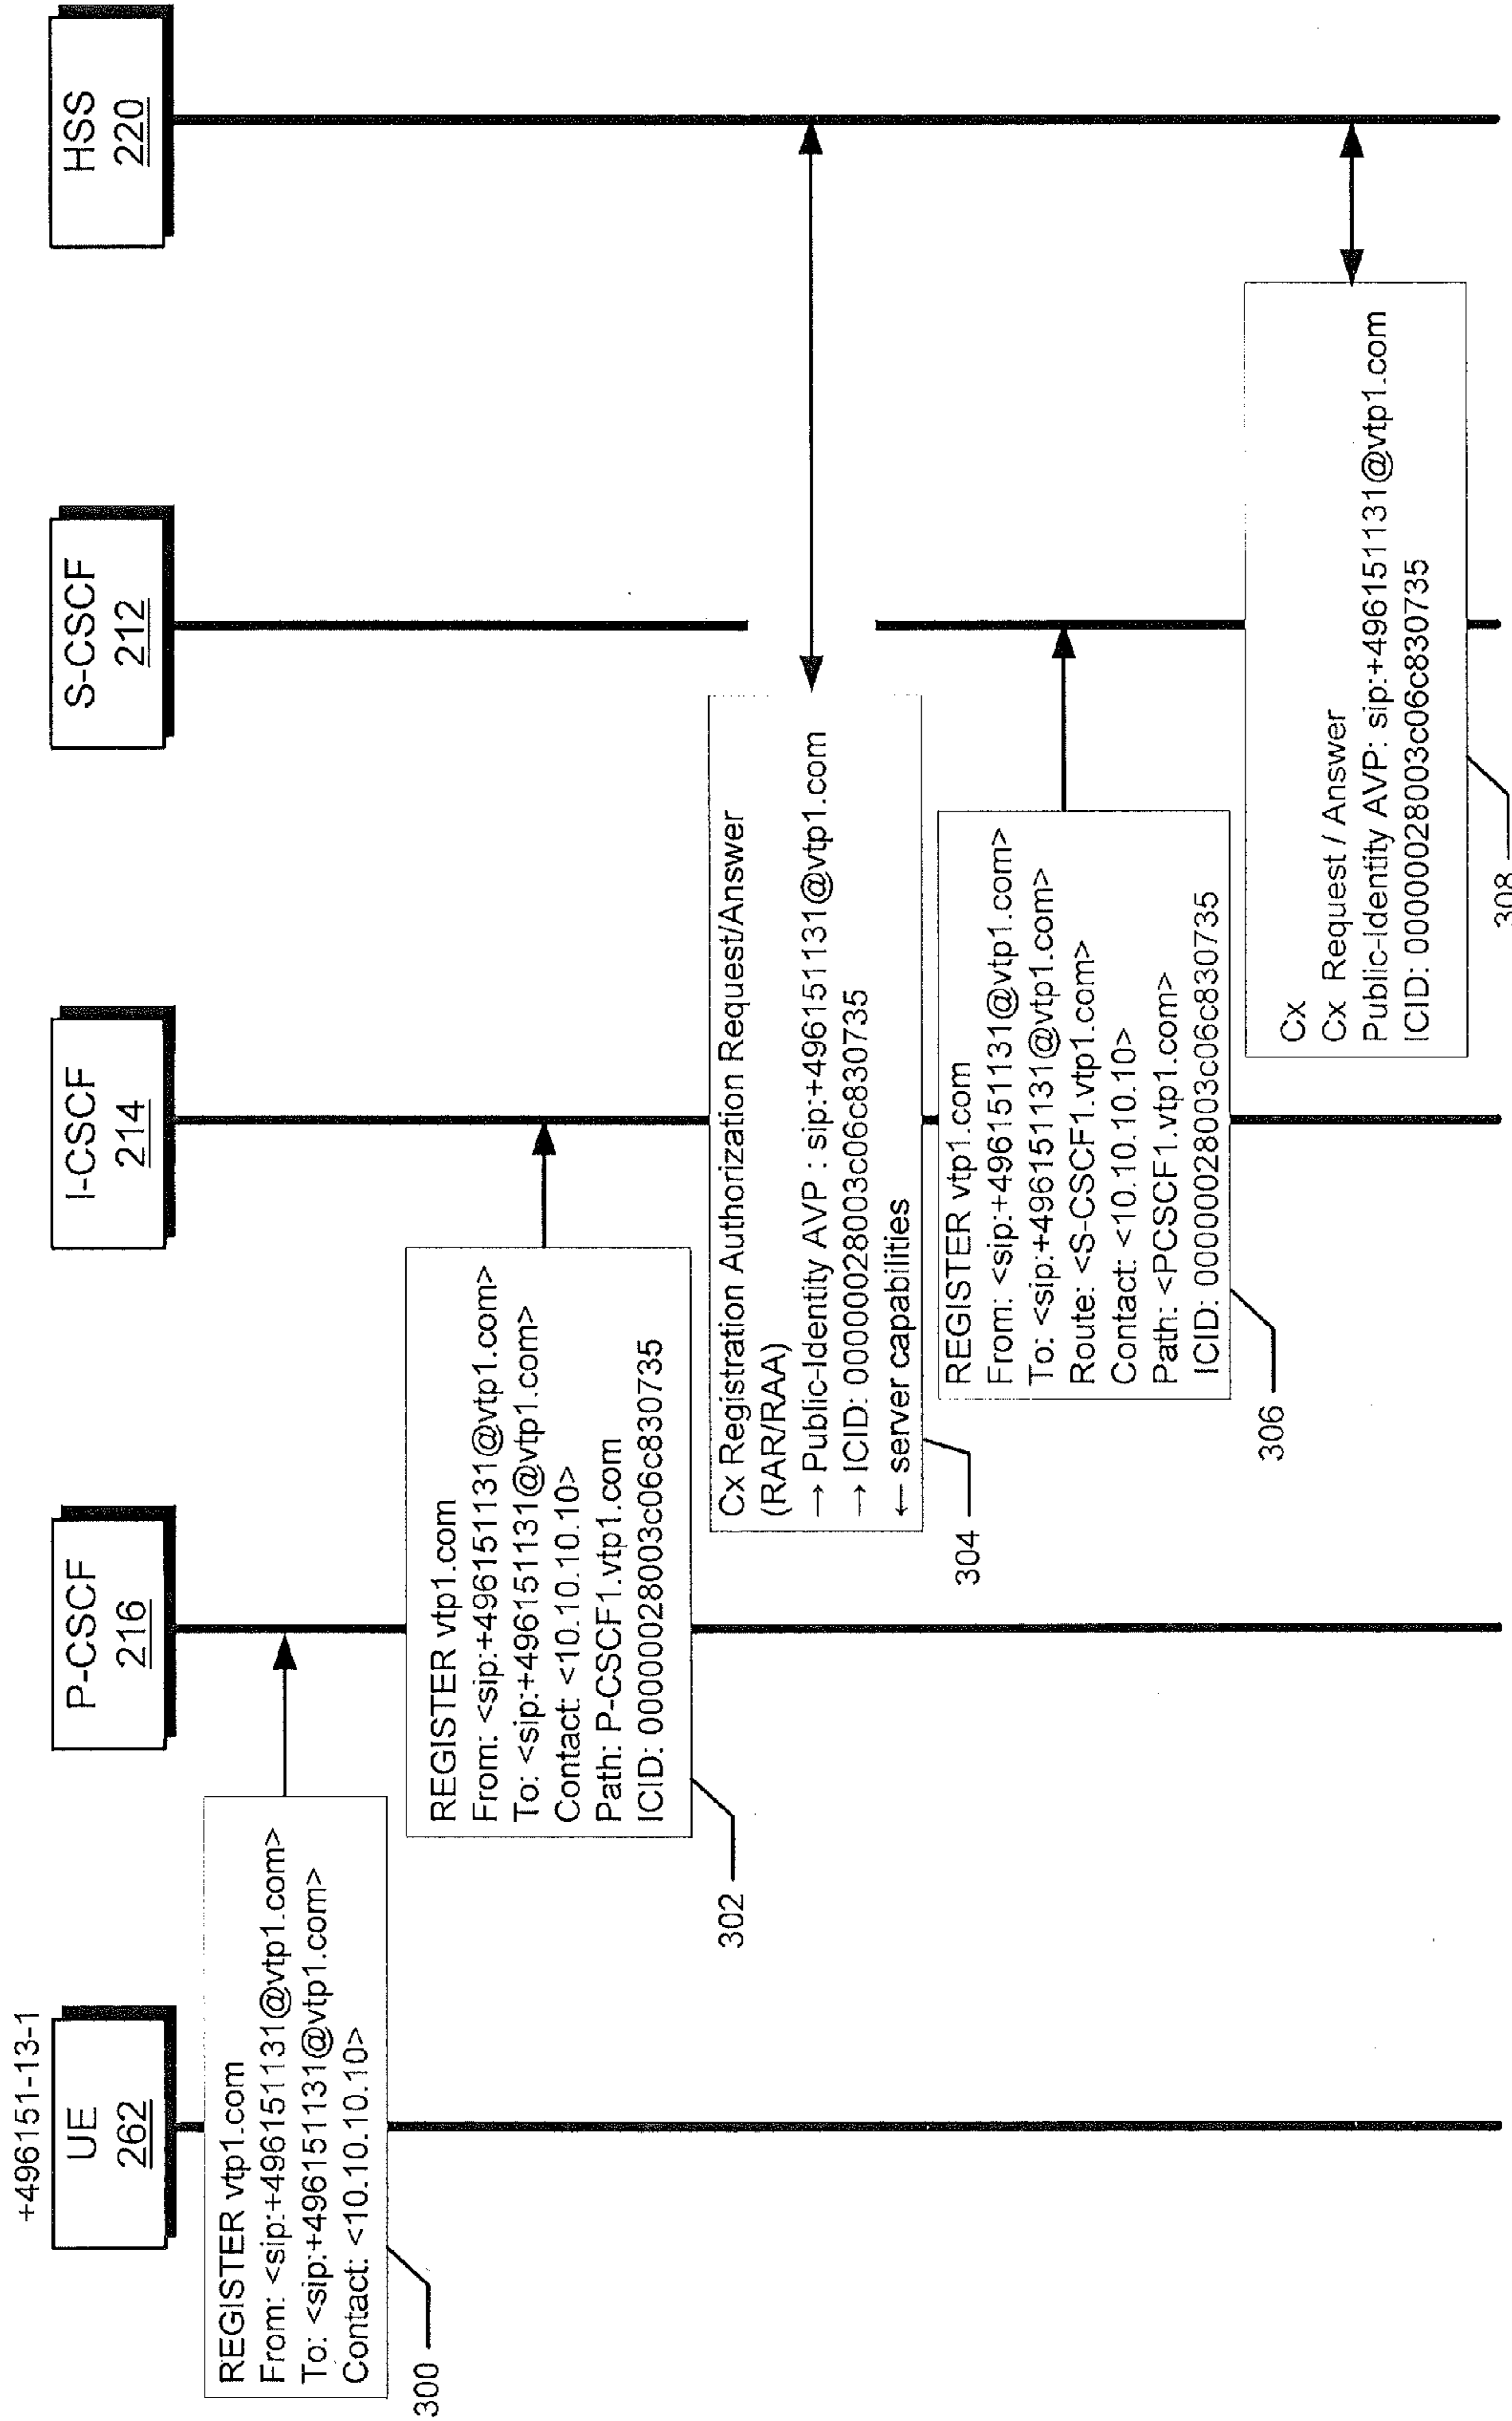 +496151-13-1
UE
262
P-CSCF
216
I-CSCF
214
S-CSCF
212
HSS
220
REGISTER vtp1.com
From: <sip:+496151131@vtp1.com>
To: <sip:+496151131@vtp1.com>
Contact: <10.10.10.10>
300
REGISTER vtp1.com
From: <sip:+496151131@vtp1.com>
To: <sip:+496151131@vtp1.com>
Contact: <10.10.10.10>
Path: P-CSCF1.vtp1.com
ICID: 0000028003c06c830735
302
Cx Registration Authorization Request/Answer
(RAR/RAA)
→ Public-Identity AVP : sip:+496151131@vtp1.com
→ ICID: 0000028003c06c830735
← server capabilities
304
REGISTER vtp1.com
From: <sip:+496151131@vtp1.com>
To: <sip:+496151131@vtp1.com>
Route: <S-CSCF1.vtp1.com>
Contact: <10.10.10.10>
Path: <PCSCF1.vtp1.com>
ICID: 0000028003c06c830735
306
Cx
Cx Request / Answer
Public-Identity AVP: sip:+496151131@vtp1.com
ICID: 0000028003c06c830735
308